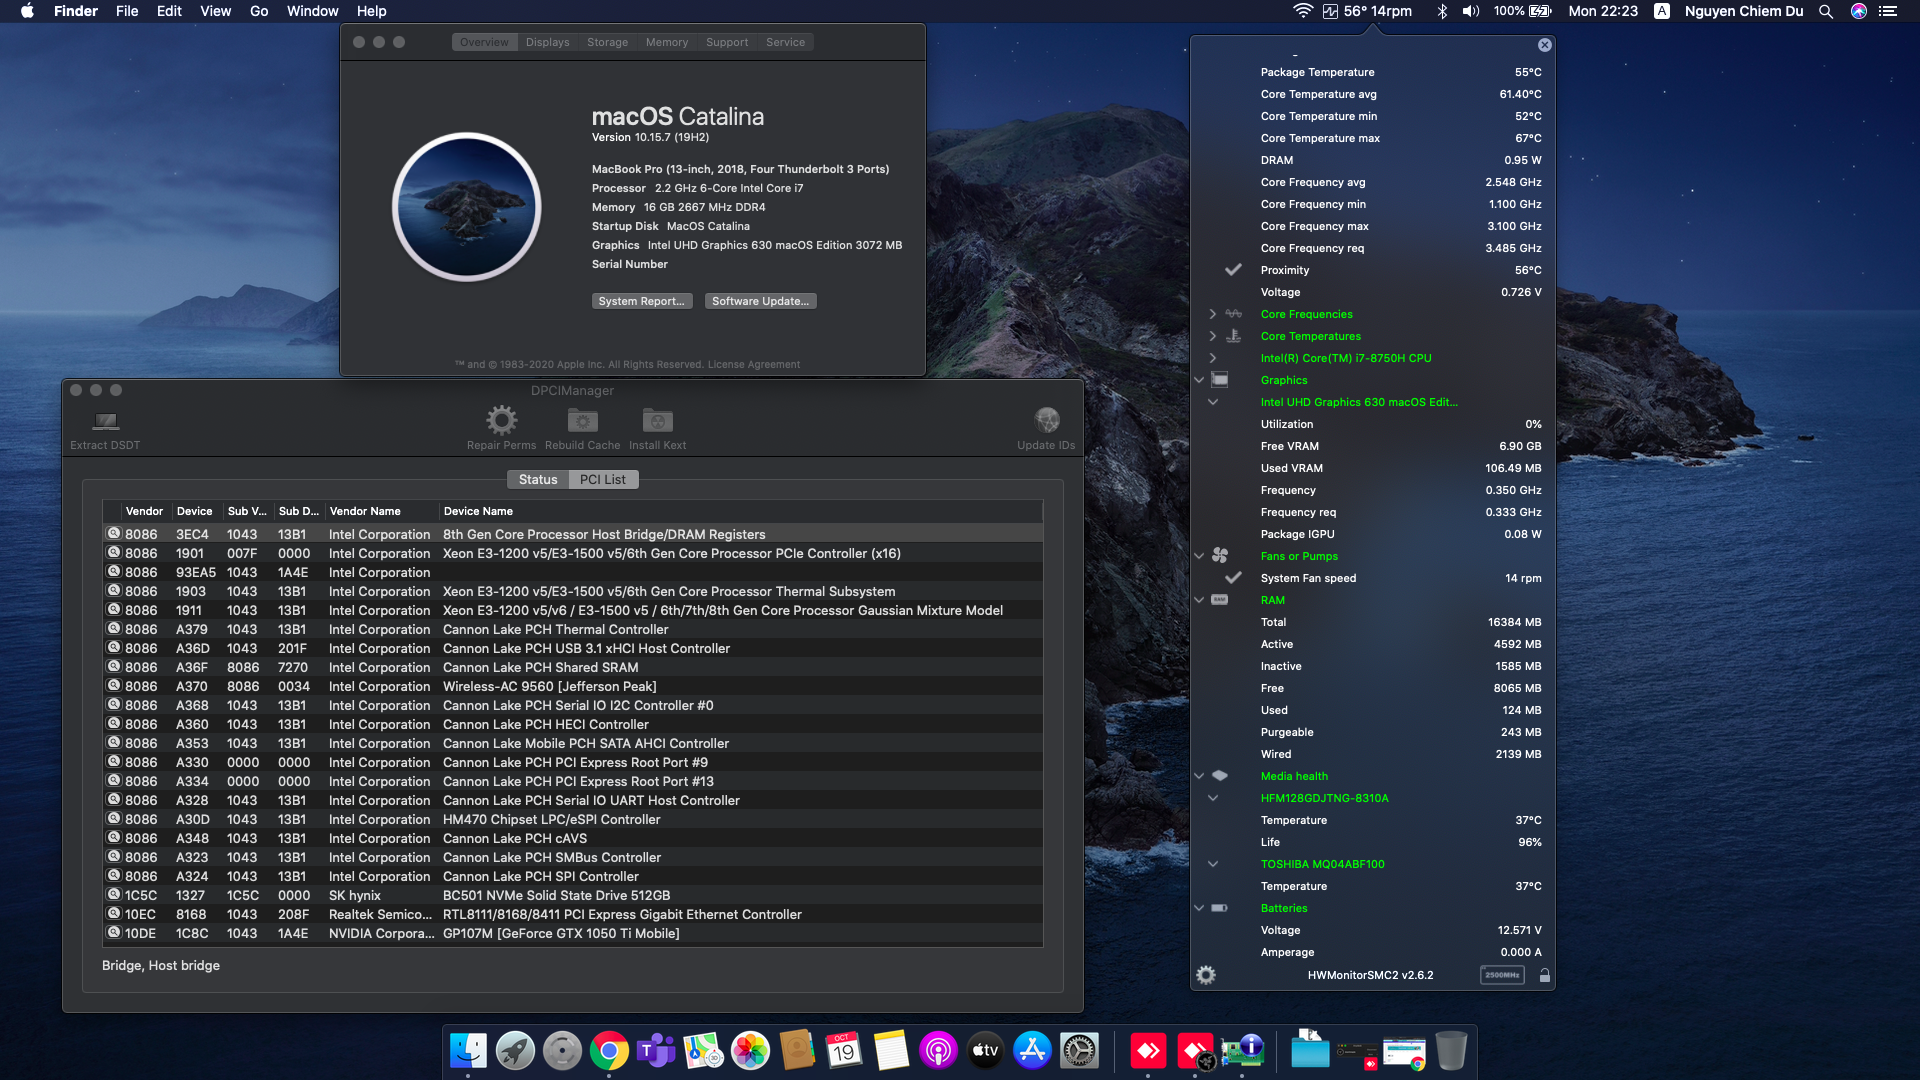 Finder File Edit View Go Window Help
56° 14rpm 100% Mon 22:23 A Nguyen Chiem Du
Overview Displays Storage Memory Support Service
macOS Catalina
Version 10.15.7 (19H2)
MacBook Pro (13-inch, 2018, Four Thunderbolt 3 Ports)
Processor 2.2 GHz 6-Core Intel Core i7
Memory 16 GB 2667 MHz DDR4
Startup Disk MacOS Catalina
Graphics Intel UHD Graphics 630 macOS Edition 3072 MB
Serial Number
System Report... Software Update...
™ and © 1983-2020 Apple Inc. All Rights Reserved. License Agreement
DPCIManager
Extract DSDT Repair Perms Rebuild Cache Install Kext Update IDs
Status PCI List
Vendor Device Sub V... Sub D... Vendor Name Device Name
8086 3EC4 1043 13B1 Intel Corporation 8th Gen Core Processor Host Bridge/DRAM Registers
8086 1901 007F 0000 Intel Corporation Xeon E3-1200 v5/E3-1500 v5/6th Gen Core Processor PCIe Controller (x16)
8086 93EA5 1043 1A4E Intel Corporation
8086 1903 1043 13B1 Intel Corporation Xeon E3-1200 v5/E3-1500 v5/6th Gen Core Processor Thermal Subsystem
8086 1911 1043 13B1 Intel Corporation Xeon E3-1200 v5/v6 / E3-1500 v5 / 6th/7th/8th Gen Core Processor Gaussian Mixture Model
8086 A379 1043 13B1 Intel Corporation Cannon Lake PCH Thermal Controller
8086 A36D 1043 201F Intel Corporation Cannon Lake PCH USB 3.1 xHCI Host Controller
8086 A36F 8086 7270 Intel Corporation Cannon Lake PCH Shared SRAM
8086 A370 8086 0034 Intel Corporation Wireless-AC 9560 [Jefferson Peak]
8086 A368 1043 13B1 Intel Corporation Cannon Lake PCH Serial IO I2C Controller #0
8086 A360 1043 13B1 Intel Corporation Cannon Lake PCH HECI Controller
8086 A353 1043 13B1 Intel Corporation Cannon Lake Mobile PCH SATA AHCI Controller
8086 A330 0000 0000 Intel Corporation Cannon Lake PCH PCI Express Root Port #9
8086 A334 0000 0000 Intel Corporation Cannon Lake PCH PCI Express Root Port #13
8086 A328 1043 13B1 Intel Corporation Cannon Lake PCH Serial IO UART Host Controller
8086 A30D 1043 13B1 Intel Corporation HM470 Chipset LPC/eSPI Controller
8086 A348 1043 13B1 Intel Corporation Cannon Lake PCH cAVS
8086 A323 1043 13B1 Intel Corporation Cannon Lake PCH SMBus Controller
8086 A324 1043 13B1 Intel Corporation Cannon Lake PCH SPI Controller
1C5C 1327 1C5C 0000 SK hynix BC501 NVMe Solid State Drive 512GB
10EC 8168 1043 208F Realtek Semico... RTL8111/8168/8411 PCI Express Gigabit Ethernet Controller
10DE 1C8C 1043 1A4E NVIDIA Corpora... GP107M [GeForce GTX 1050 Ti Mobile]
Bridge, Host bridge
Package Temperature 55°C
Core Temperature avg 61.40°C
Core Temperature min 52°C
Core Temperature max 67°C
DRAM 0.95 W
Core Frequency avg 2.548 GHz
Core Frequency min 1.100 GHz
Core Frequency max 3.100 GHz
Core Frequency req 3.485 GHz
Proximity 56°C
Voltage 0.726 V
Core Frequencies
Core Temperatures
Intel(R) Core(TM) i7-8750H CPU
Graphics
Intel UHD Graphics 630 macOS Edit...
Utilization 0%
Free VRAM 6.90 GB
Used VRAM 106.49 MB
Frequency 0.350 GHz
Frequency req 0.333 GHz
Package IGPU 0.08 W
Fans or Pumps
System Fan speed 14 rpm
RAM
Total 16384 MB
Active 4592 MB
Inactive 1585 MB
Free 8065 MB
Used 124 MB
Purgeable 243 MB
Wired 2139 MB
Media health
HFM128GDJTNG-8310A
Temperature 37°C
Life 96%
TOSHIBA MQ04ABF100
Temperature 37°C
Batteries
Voltage 12.571 V
Amperage 0.000 A
HWMonitorSMC2 v2.6.2 2500MHz
OCT
19
tv